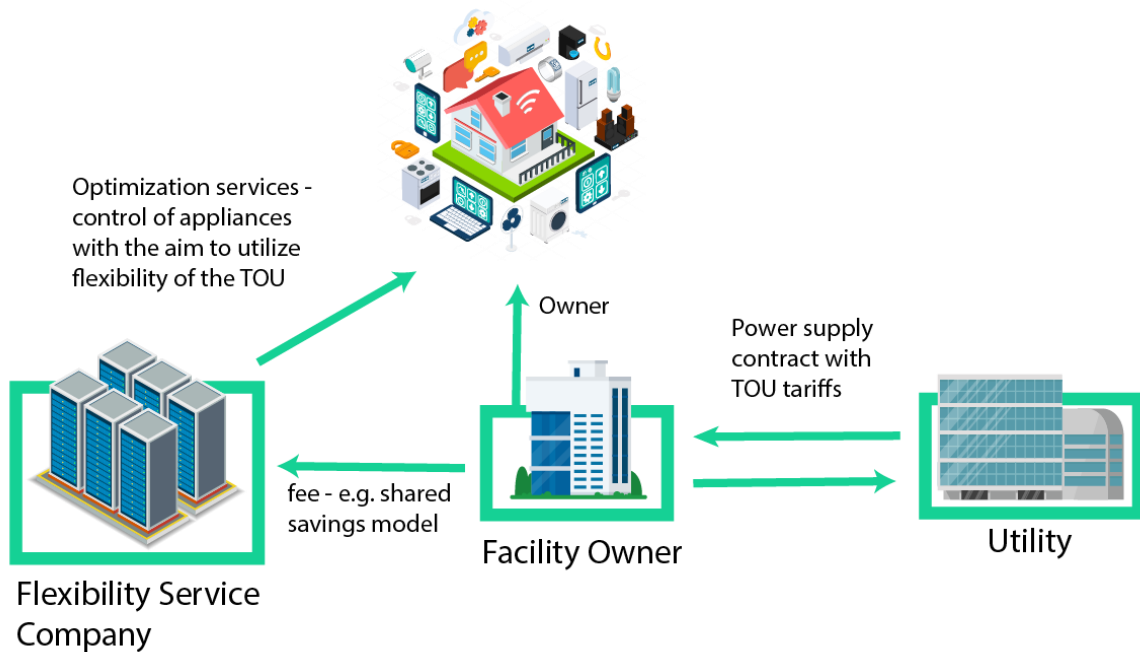 Optimization services -
control of appliances
with the aim to utilize
flexibility of the TOU
Owner
Power supply
contract with
TOU tariffs
fee - e.g. shared
savings model
Flexibility Service
Company
Facility Owner
Utility